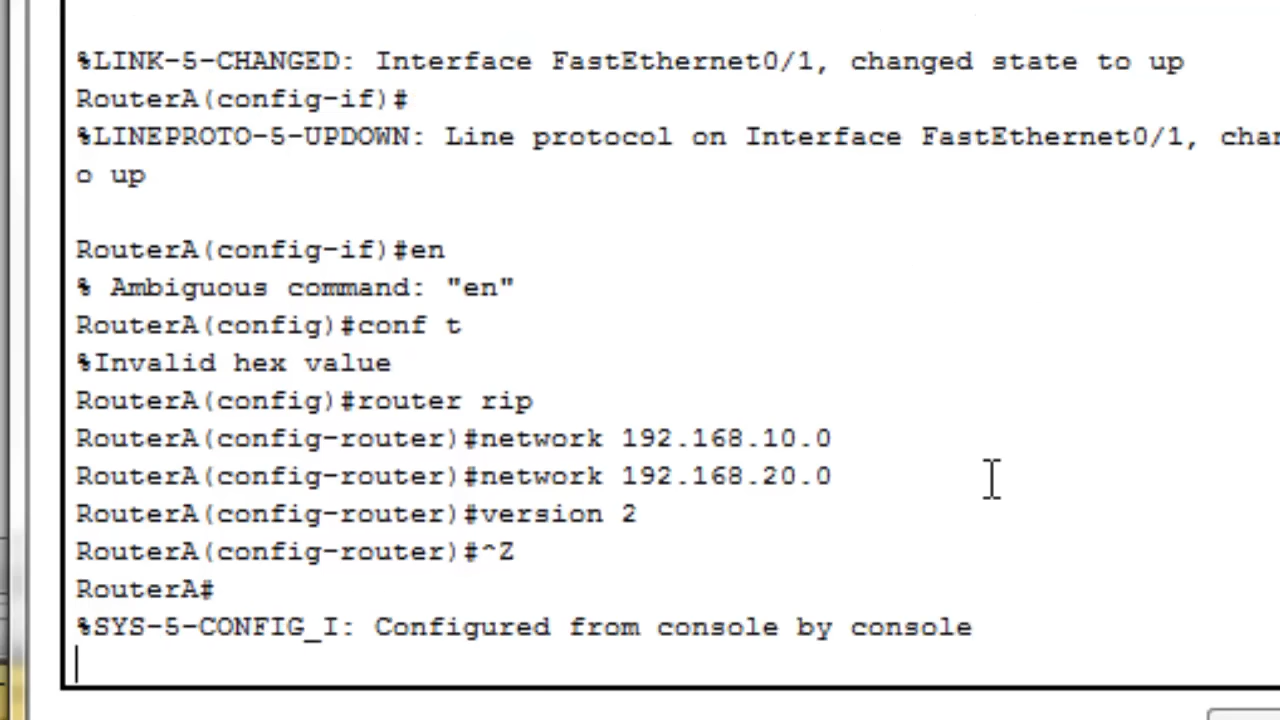 %LINK-5-CHANGED: Interface FastEthernet0/1, changed state to up
RouterA(config-if)#
%LINEPROTO-5-UPDOWN: Line protocol on Interface FastEthernet0/1,
o up
RouterA(config-if)#en
% Ambiguous command: "en"
RouterA(config)#conf t
%Invalid hex value
RouterA(config)#router rip
RouterA(config-router)#network 192.168.10.0
RouterA(config-router)#network 192.168.20.0
RouterA(config-router)#version 2
RouterA(config-router)#^Z
RouterA#
%SYS-5-CONFIG_I: Configured from console by console